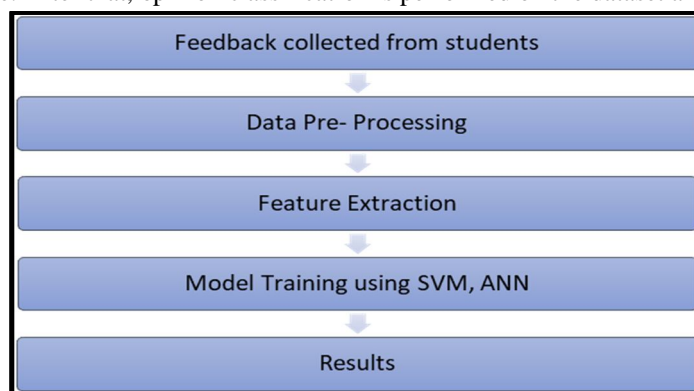 Feedback collected from students
Data Pre- Processing
Feature Extraction
Model Training using SVM, ANN
Results